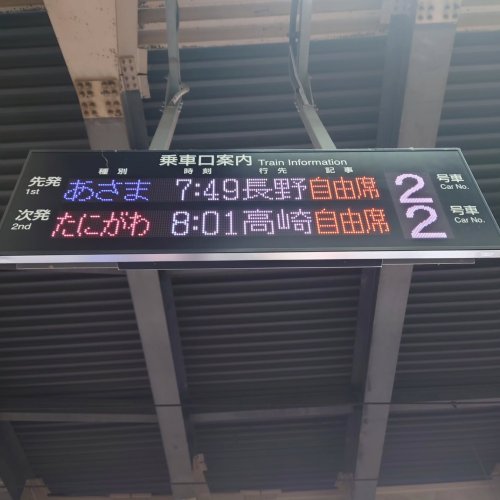 乗車口案内 Train Information
種別 時刻 行先 記事
先発 1st あさま 7:49 長野 自由席 2 号車 Car No.
次発 2nd たにがわ 8:01 高崎 自由席 2 号車 Car No.